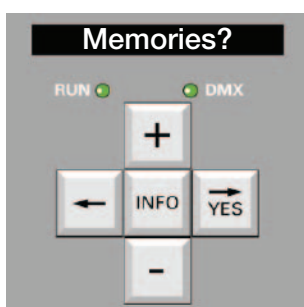 Memories?
RUN DMX
+
INFO YES
-